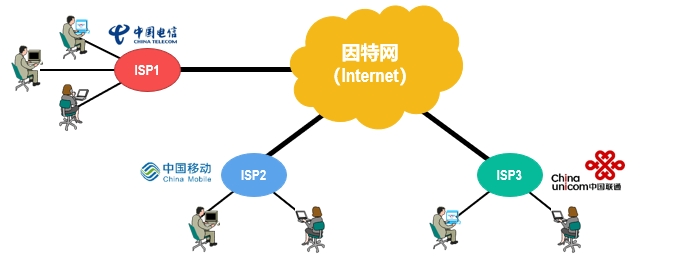 中国电信
CHINA TELECOM
ISP1
因特网
（Internet）
中国移动
China Mobile
ISP2
ISP3
China
unicom中国联通